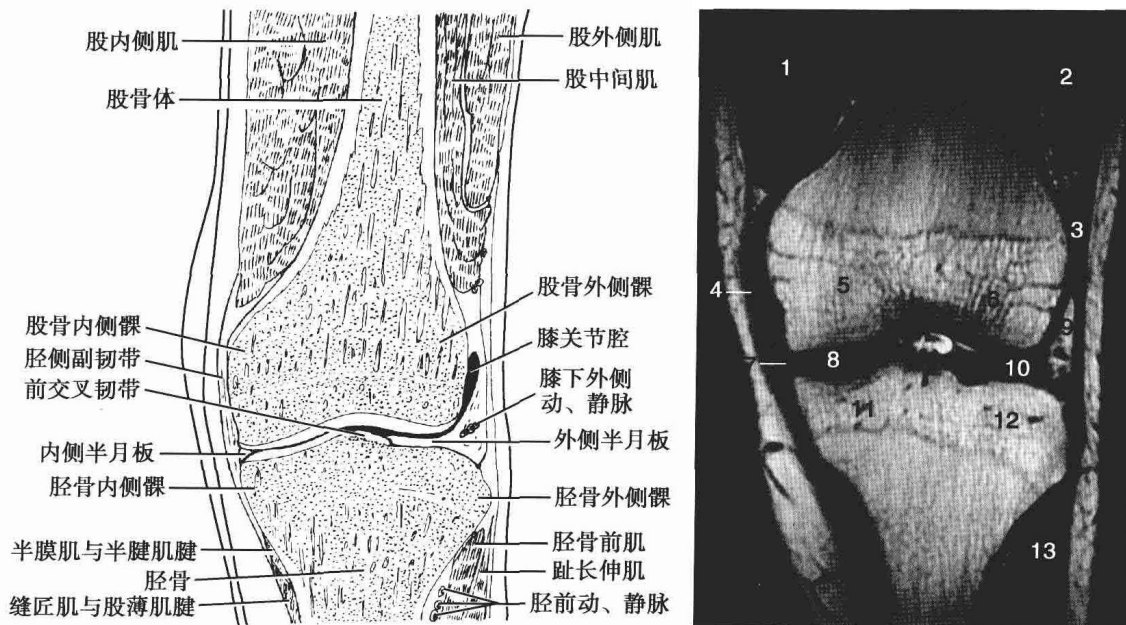 股内侧肌
股骨体
股骨内侧髁
胫侧副韧带
前交叉韧带
内侧半月板
胫骨内侧髁
半膜肌与半腱肌腱
胫骨
缝匠肌与股薄肌腱
股外侧肌
股中间肌
股骨外侧髁
膝关节腔
膝下外侧
动、静脉
外侧半月板
胫骨外侧髁
胫骨前肌
趾长伸肌
胫前动、静脉
1
2
3
4
5
6
7
8
9
10
11
12
13